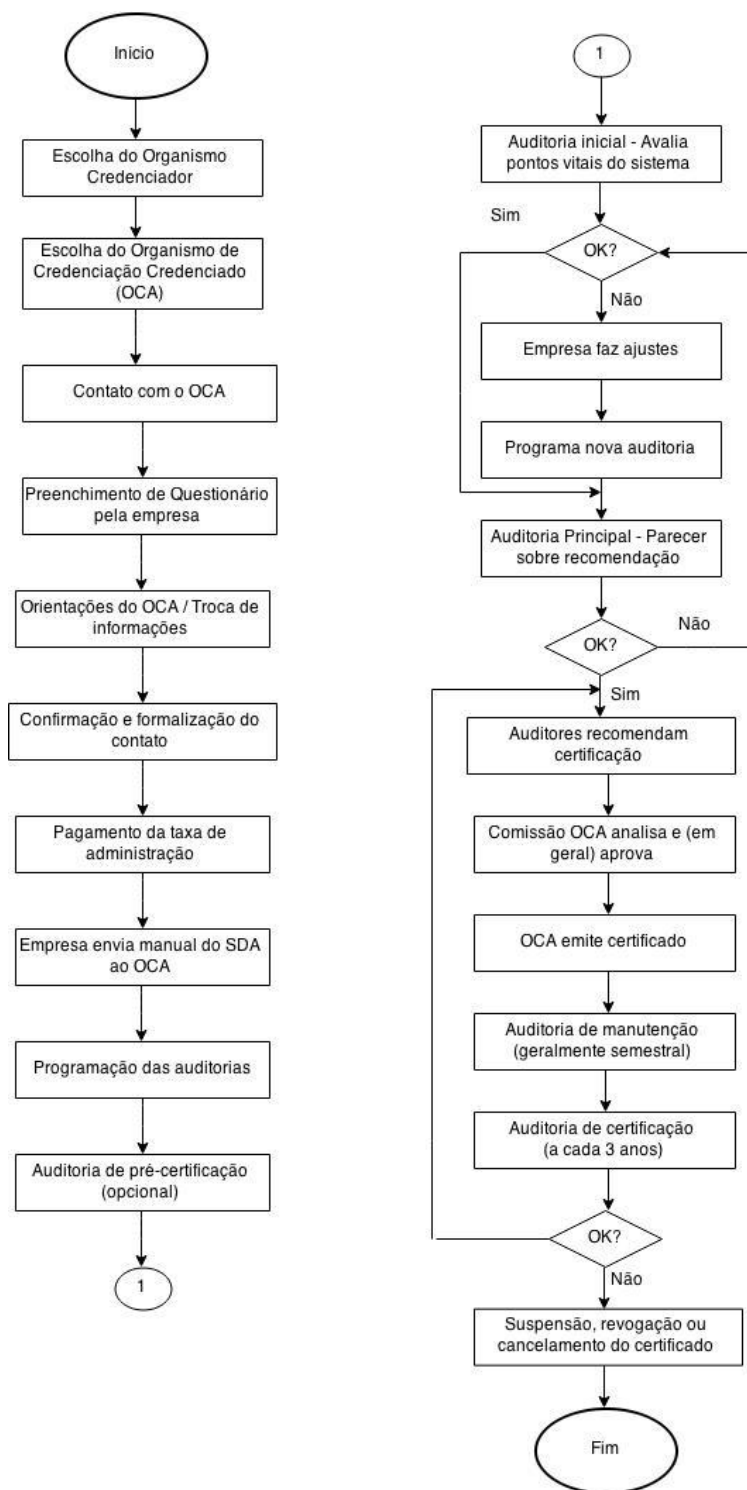 Inicio
Escolha do Organismo
Credenciador
Escolha do Organismo de
Credenciação Credenciado
(OCA)
Contato com o OCA
Preenchimento de Questionário
pela empresa
Orientações do OCA / Troca de
informações
Confirmação e formalização do
contato
Pagamento da taxa de
administração
Empresa envia manual do SDA
ao OCA
Programação das auditorias
Auditoria de pré-certificação
(opcional)
1
1
Auditoria inicial - Avalia
pontos vitais do sistema
Sim
OK?
Não
Empresa faz ajustes
Programa nova auditoria
Auditoria Principal - Parecer
sobre recomendação
Não
OK?
Sim
Auditores recomendam
certificação
Comissão OCA analisa e (em
geral) aprova
OCA emite certificado
Auditoria de manutenção
(geralmente semestral)
Auditoria de certificação
(a cada 3 anos)
OK?
Não
Suspensão, revogação ou
cancelamento do certificado
Fim